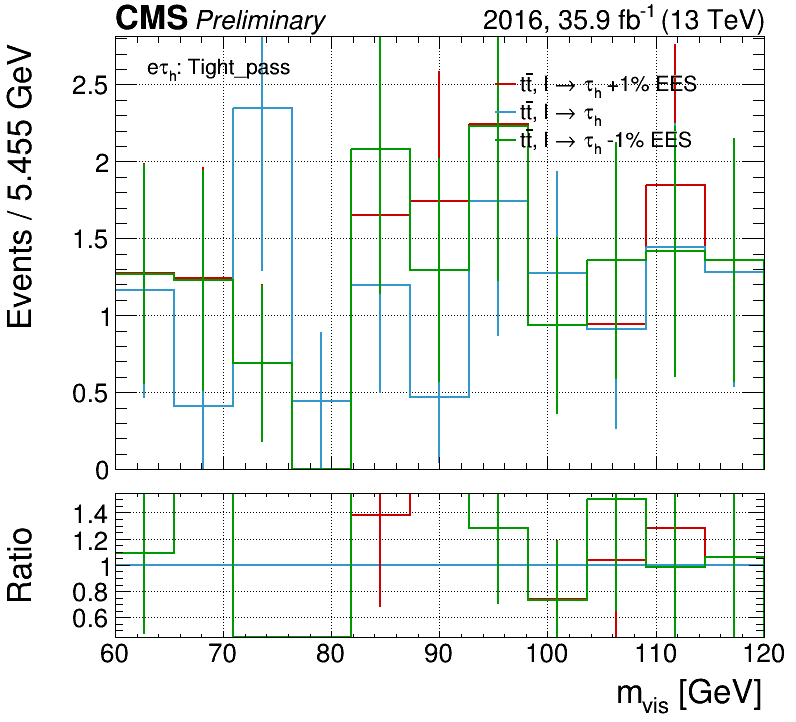 CMS Preliminary 2016, 35.9 fb⁻¹ (13 TeV)
eτₕ: Tight_pass
tt̄, l → τₕ +1% EES
tt̄, l → τₕ
tt̄, l → τₕ -1% EES
Events / 5.455 GeV
2.5
2
1.5
1
0.5
0
Ratio
1.4
1.2
1
0.8
0.6
60 70 80 90 100 110 120
m_vis [GeV]